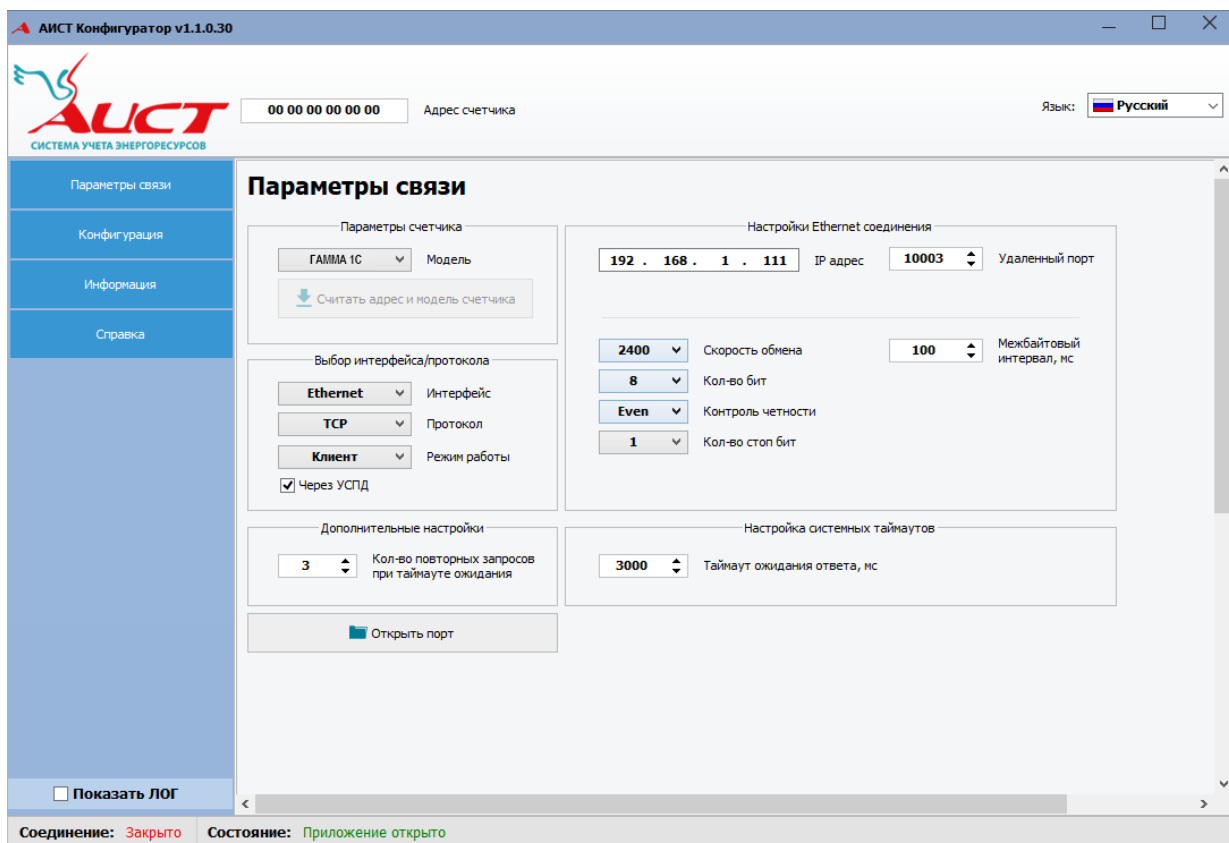 АИСТ Конфигуратор v1.1.0.30
АИСТ
СИСТЕМА УЧЕТА ЭНЕРГОРЕСУРСОВ
00 00 00 00 00 00 Адрес счетчика
Язык: Русский
Параметры связи
Конфигурация
Информация
Справка
Параметры связи
Параметры счетчика
ГАММА 1С Модель
Считать адрес и модель счетчика
Выбор интерфейса/протокола
Ethernet Интерфейс
TCP Протокол
Клиент Режим работы
Через УСПД
Настройки Ethernet соединения
192 . 168 . 1 . 111 IP адрес 10003 Удаленный порт
2400 Скорость обмена 100 Межбайтовый
интервал, мс
8 Кол-во бит
Even Контроль четности
1 Кол-во стоп бит
Дополнительные настройки
3 Кол-во повторных запросов
при таймауте ожидания
Настройка системных таймаутов
3000 Таймаут ожидания ответа, мс
Открыть порт
Показать ЛОГ
Соединение: Закрыто Состояние: Приложение открыто